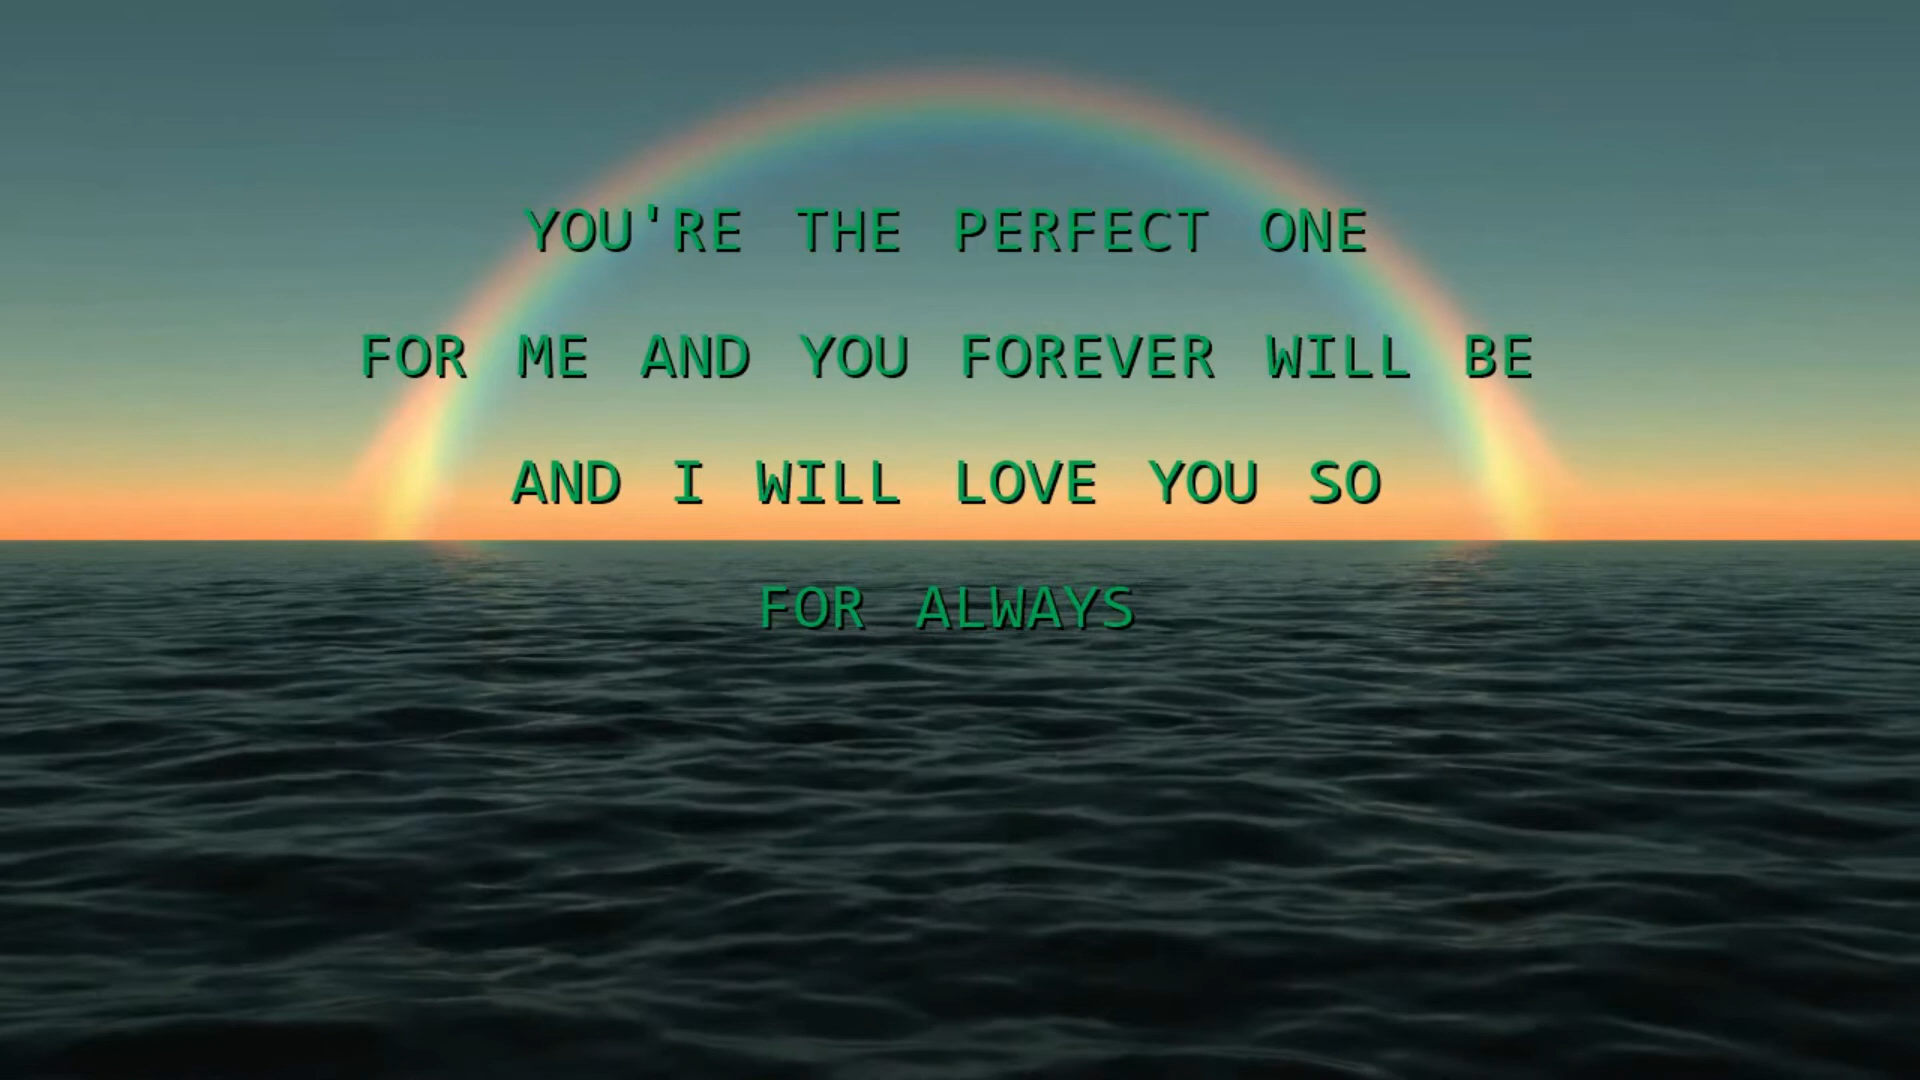 YOU'RE THE PERFECT ONE
FOR ME AND YOU FOREVER WILL BE
AND I WILL LOVE YOU SO
FOR ALWAYS